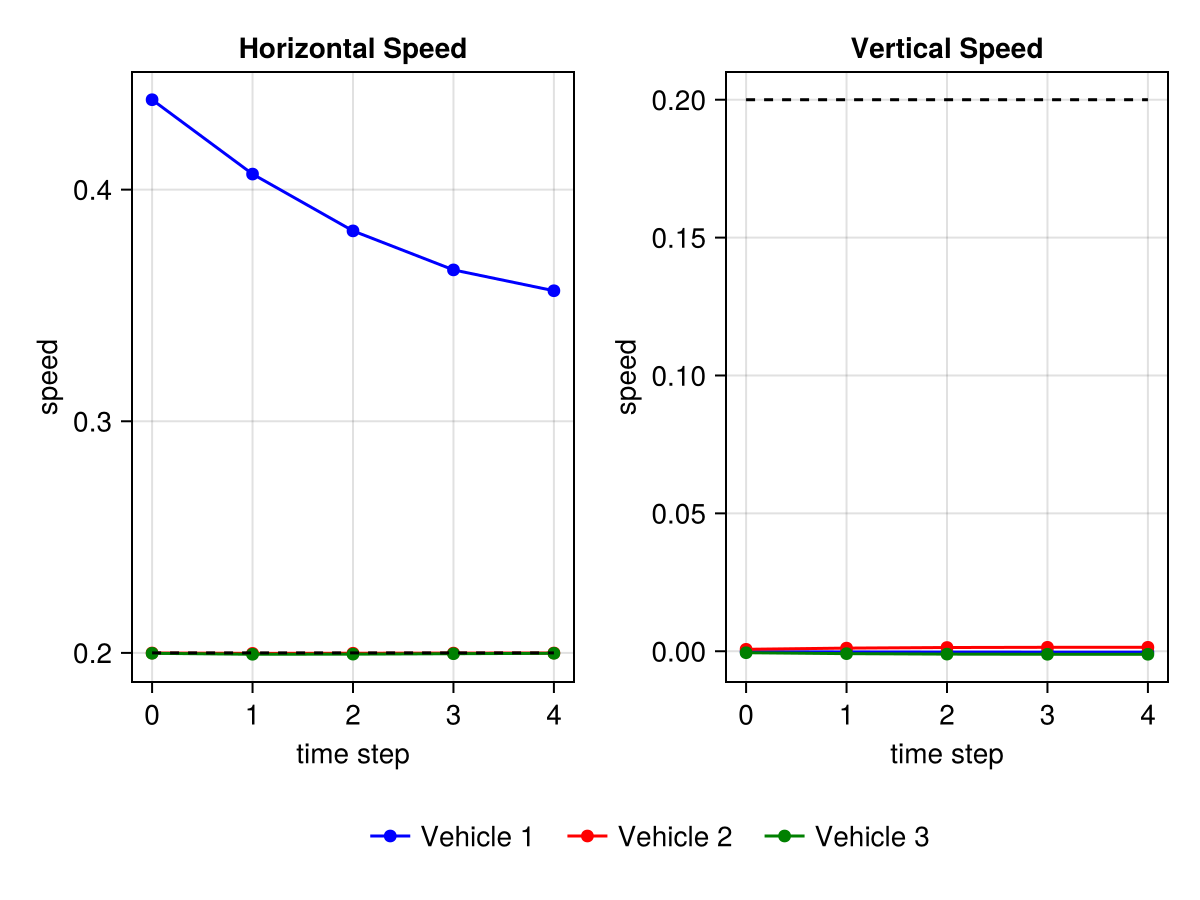 Horizontal Speed
speed
0.4
0.3
0.2
0 1 2 3 4
time step
Vertical Speed
speed
0.20
0.15
0.10
0.05
0.00
0 1 2 3 4
time step
Vehicle 1 Vehicle 2 Vehicle 3